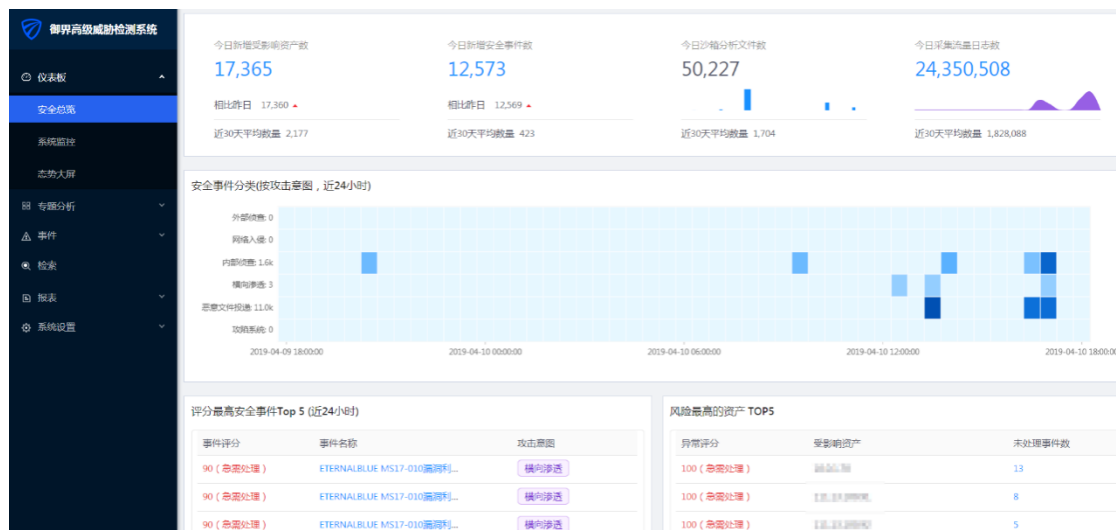 御界高级威胁检测系统
仪表板
安全总览
系统监控
态势大屏
专题分析
事件
检索
报表
系统设置
今日新增受影响资产数
17,365
相比昨日 17,360
近30天平均数量 2,177
今日新增安全事件数
12,573
相比昨日 12,569
近30天平均数量 423
今日沙箱分析文件数
50,227
近30天平均数量 1,704
今日采集流量日志数
24,350,508
近30天平均数量 1,828,088
安全事件分类(按攻击意图，近24小时)
外部侦查: 0
网络入侵: 0
内部侦查: 1.6k
横向渗透: 3
恶意文件投递: 11.0k
攻陷系统: 0
2019-04-09 18:00:00
2019-04-10 00:00:00
2019-04-10 06:00:00
2019-04-10 12:00:00
2019-04-10 18:00:00
评分最高安全事件Top 5 (近24小时)
事件评分 事件名称 攻击意图
90 ( 急需处理 ) ETERNALBLUE MS17-010漏洞利... 横向渗透
90 ( 急需处理 ) ETERNALBLUE MS17-010漏洞利... 横向渗透
90 ( 急需处理 ) ETERNALBLUE MS17-010漏洞利... 横向渗透
风险最高的资产 TOP5
异常评分 受影响资产 未处理事件数
100 ( 急需处理 ) 13
100 ( 急需处理 ) 8
100 ( 急需处理 ) 5